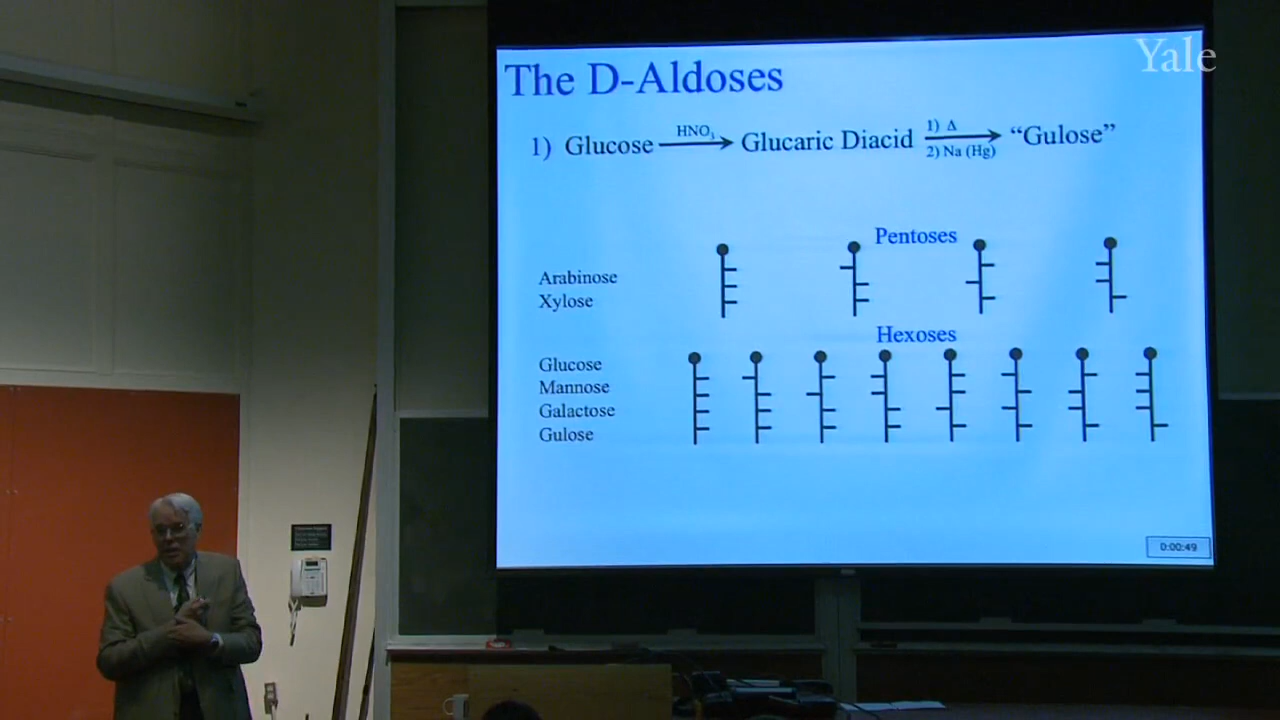 Yale
The D-Aldoses
1) Glucose HNO₃ Glucaric Diacid 1) Δ 2) Na (Hg) “Gulose”
Pentoses
Arabinose
Xylose
Hexoses
Glucose
Mannose
Galactose
Gulose
0:00:49